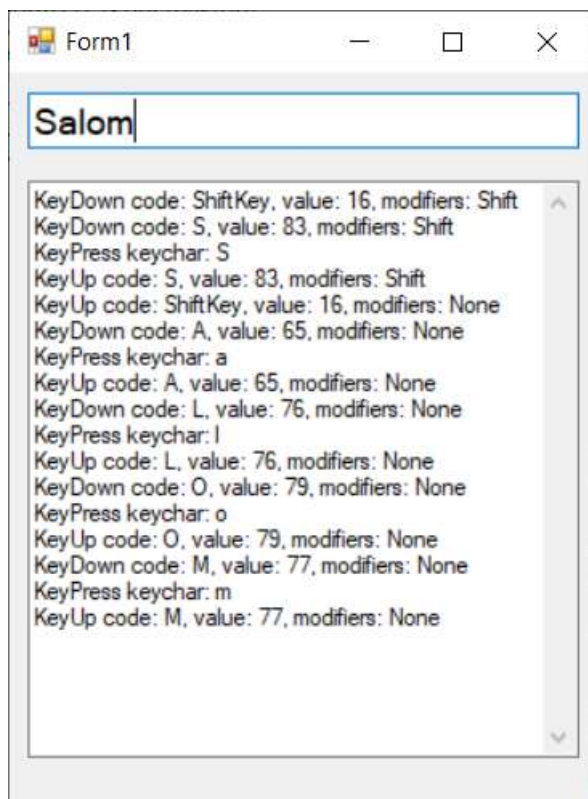 Form1
Salom
KeyDown code: ShiftKey, value: 16, modifiers: Shift
KeyDown code: S, value: 83, modifiers: Shift
KeyPress keychar: S
KeyUp code: S, value: 83, modifiers: Shift
KeyUp code: ShiftKey, value: 16, modifiers: None
KeyDown code: A, value: 65, modifiers: None
KeyPress keychar: a
KeyUp code: A, value: 65, modifiers: None
KeyDown code: L, value: 76, modifiers: None
KeyPress keychar: l
KeyUp code: L, value: 76, modifiers: None
KeyDown code: O, value: 79, modifiers: None
KeyPress keychar: o
KeyUp code: O, value: 79, modifiers: None
KeyDown code: M, value: 77, modifiers: None
KeyPress keychar: m
KeyUp code: M, value: 77, modifiers: None